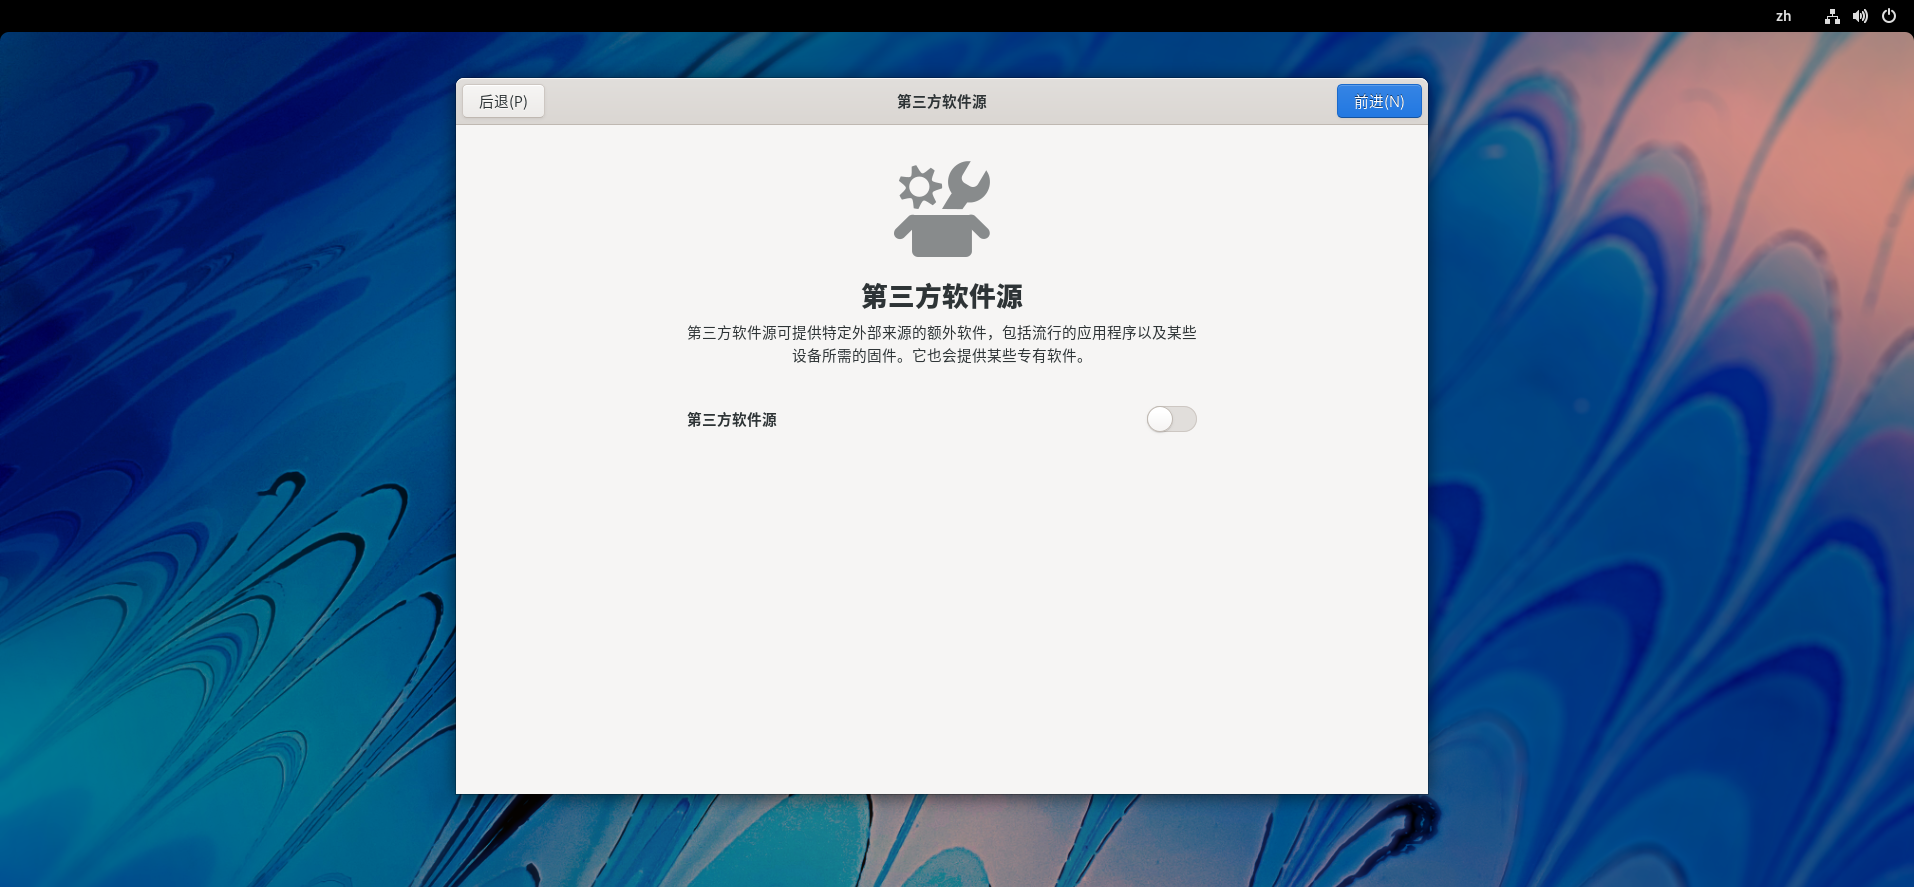 zh
后退(P)
第三方软件源
前进(N)
第三方软件源
第三方软件源可提供特定外部来源的额外软件，包括流行的应用程序以及某些
设备所需的固件。它也会提供某些专有软件。
第三方软件源